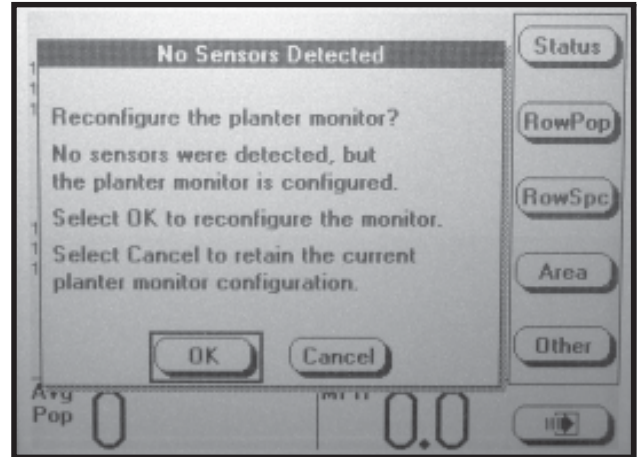 No Sensors Detected
Reconfigure the planter monitor?
No sensors were detected, but
the planter monitor is configured.
Select OK to reconfigure the monitor.
Select Cancel to retain the current
planter monitor configuration.
OK
Cancel
Status
RowPop
RowSpc
Area
Other
Avg
Pop
0
MPH
0.0